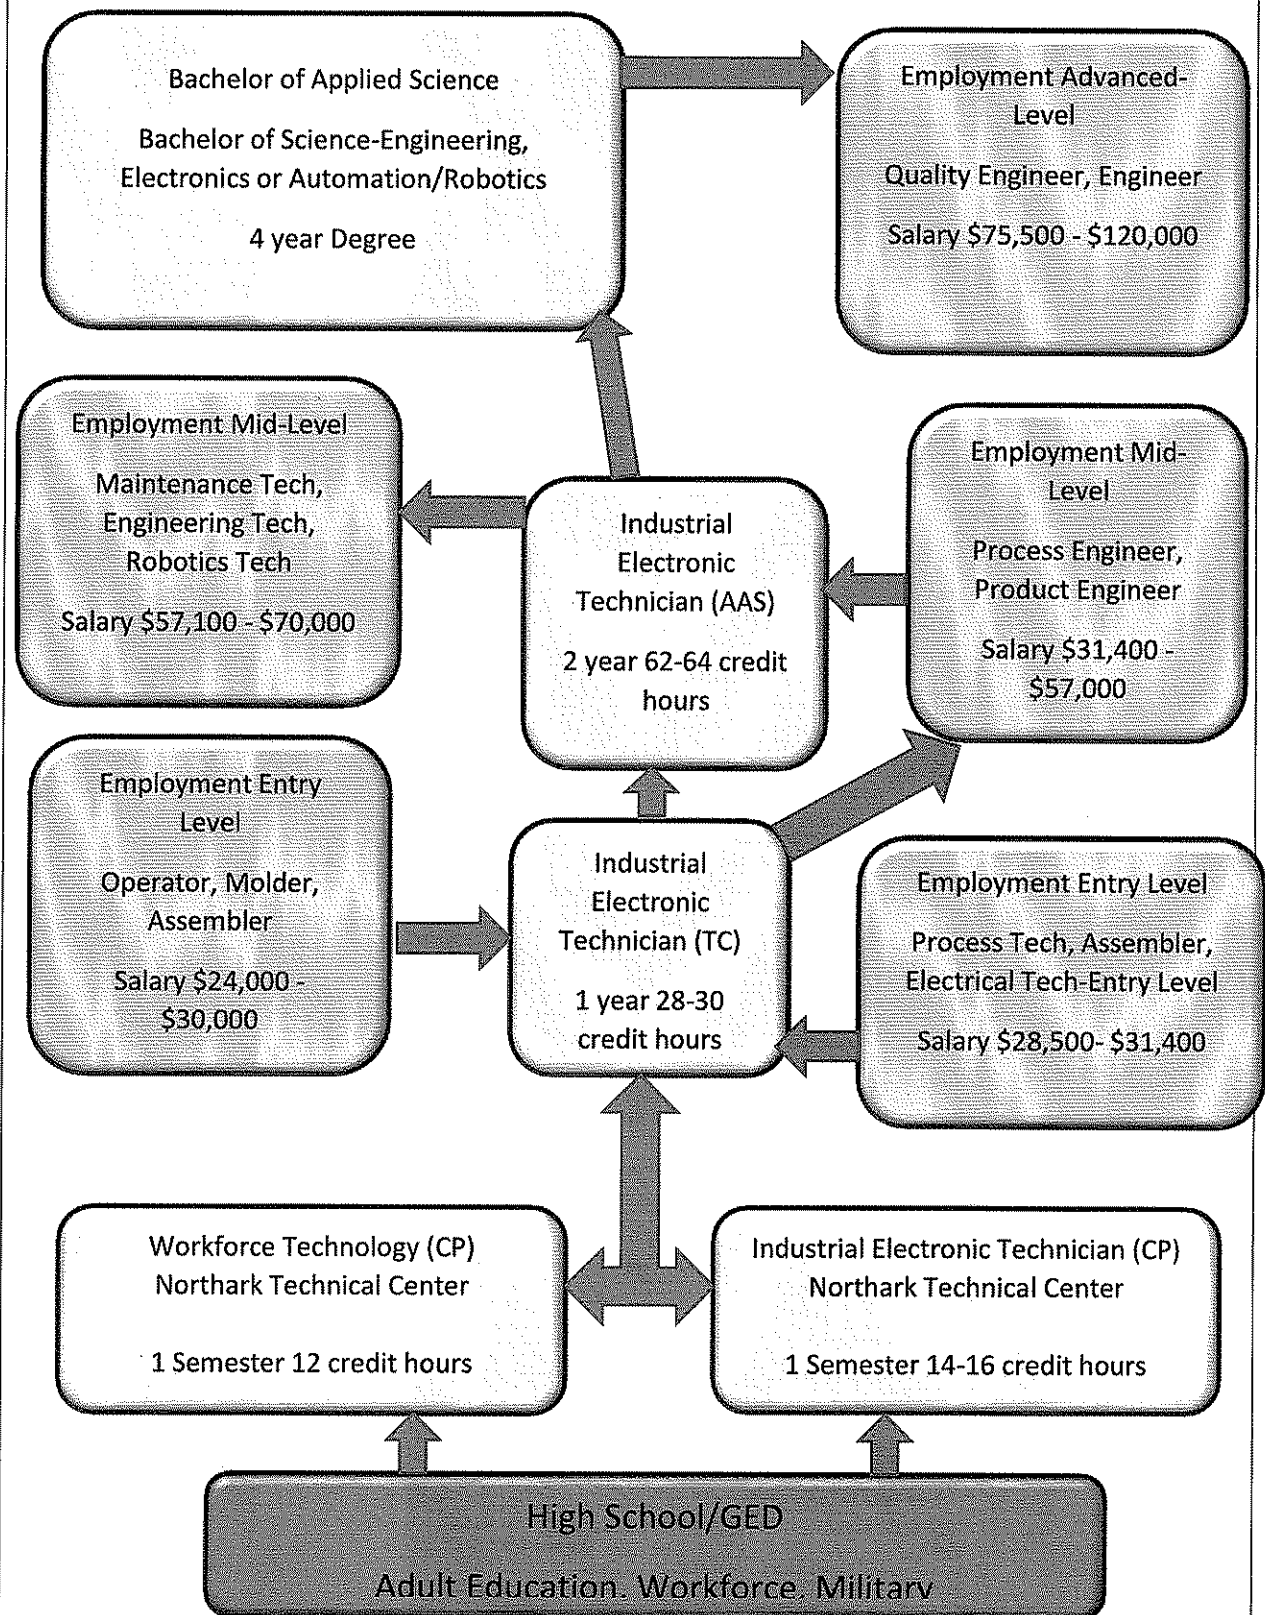 Bachelor of Applied Science
Bachelor of Science-Engineering,
Electronics or Automation/Robotics
4 year Degree
Employment Advanced-
Level
Quality Engineer, Engineer
Salary $75,500 - $120,000
Employment Mid-Level
Maintenance Tech,
Engineering Tech,
Robotics Tech
Salary $57,100 - $70,000
Industrial
Electronic
Technician (AAS)
2 year 62-64 credit
hours
Employment Mid-
Level
Process Engineer,
Product Engineer
Salary $31,400 -
$57,000
Employment Entry
Level
Operator, Molder,
Assembler
Salary $24,000 -
$30,000
Industrial
Electronic
Technician (TC)
1 year 28-30
credit hours
Employment Entry Level
Process Tech, Assembler,
Electrical Tech-Entry Level
Salary $28,500- $31,400
Workforce Technology (CP)
Northark Technical Center
1 Semester 12 credit hours
Industrial Electronic Technician (CP)
Northark Technical Center
1 Semester 14-16 credit hours
High School/GED
Adult Education, Workforce, Military